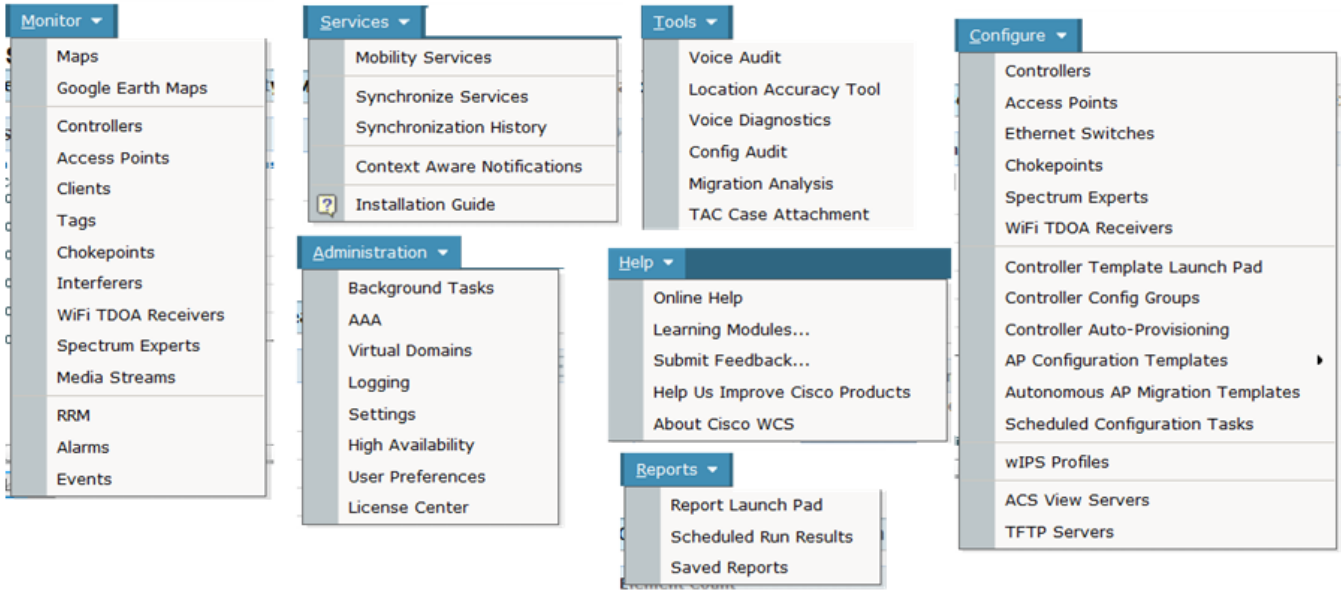 Monitor
Maps
Google Earth Maps
Controllers
Access Points
Clients
Tags
Chokepoints
Interferers
WiFi TDOA Receivers
Spectrum Experts
Media Streams
RRM
Alarms
Events
Services
Mobility Services
Synchronize Services
Synchronization History
Context Aware Notifications
Installation Guide
Administration
Background Tasks
AAA
Virtual Domains
Logging
Settings
High Availability
User Preferences
License Center
Tools
Voice Audit
Location Accuracy Tool
Voice Diagnostics
Config Audit
Migration Analysis
TAC Case Attachment
Help
Online Help
Learning Modules...
Submit Feedback...
Help Us Improve Cisco Products
About Cisco WCS
Reports
Report Launch Pad
Scheduled Run Results
Saved Reports
Element Count
Configure
Controllers
Access Points
Ethernet Switches
Chokepoints
Spectrum Experts
WiFi TDOA Receivers
Controller Template Launch Pad
Controller Config Groups
Controller Auto-Provisioning
AP Configuration Templates
Autonomous AP Migration Templates
Scheduled Configuration Tasks
wIPS Profiles
ACS View Servers
TFTP Servers